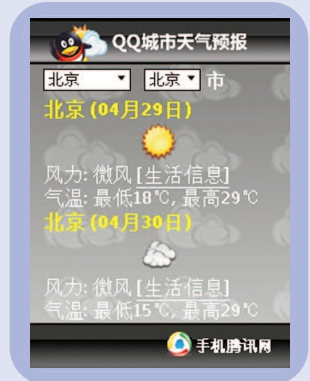 QQ城市天气预报
北京 北京 市
北京 (04月29日)
风力: 微风 [生活信息]
气温: 最低18℃, 最高29℃
北京 (04月30日)
风力: 微风 [生活信息]
气温: 最低15℃, 最高29℃
手机腾讯网